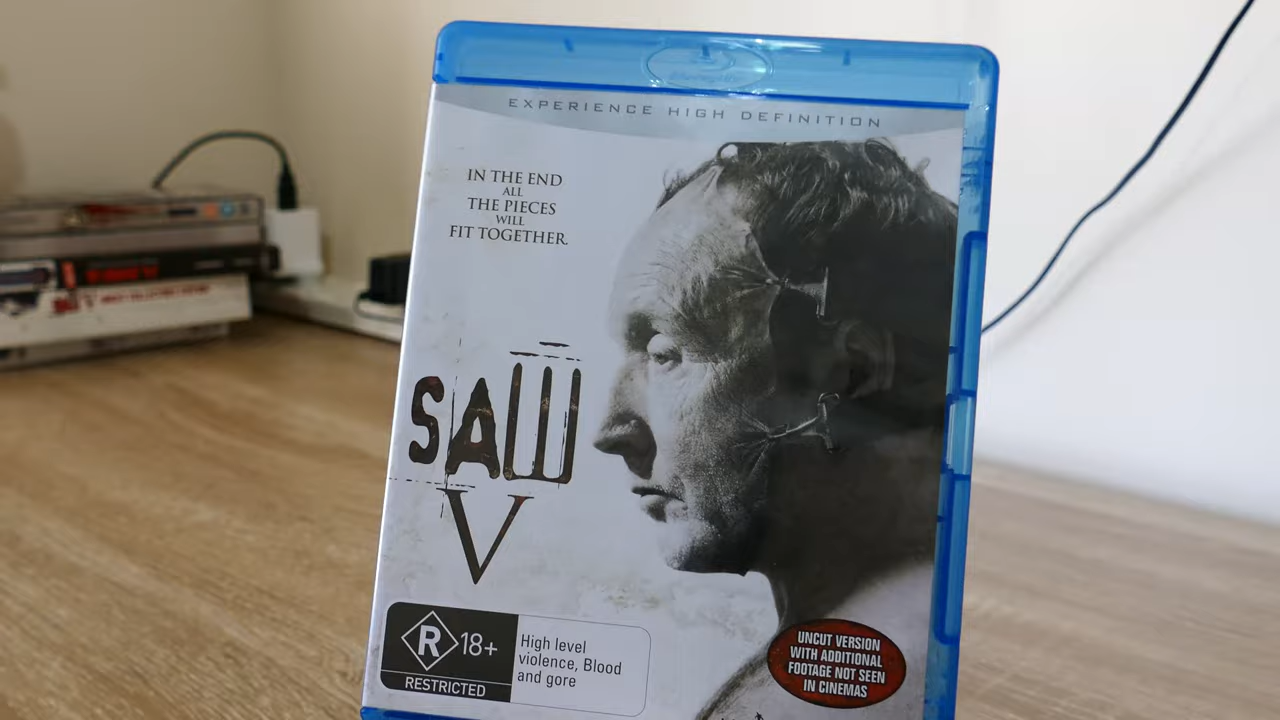 EXPERIENCE HIGH DEFINITION
IN THE END
ALL
THE PIECES
WILL
FIT TOGETHER.
SAW
V
R 18+
RESTRICTED
High level
violence, Blood
and gore
UNCUT VERSION
WITH ADDITIONAL
FOOTAGE NOT SEEN
IN CINEMAS